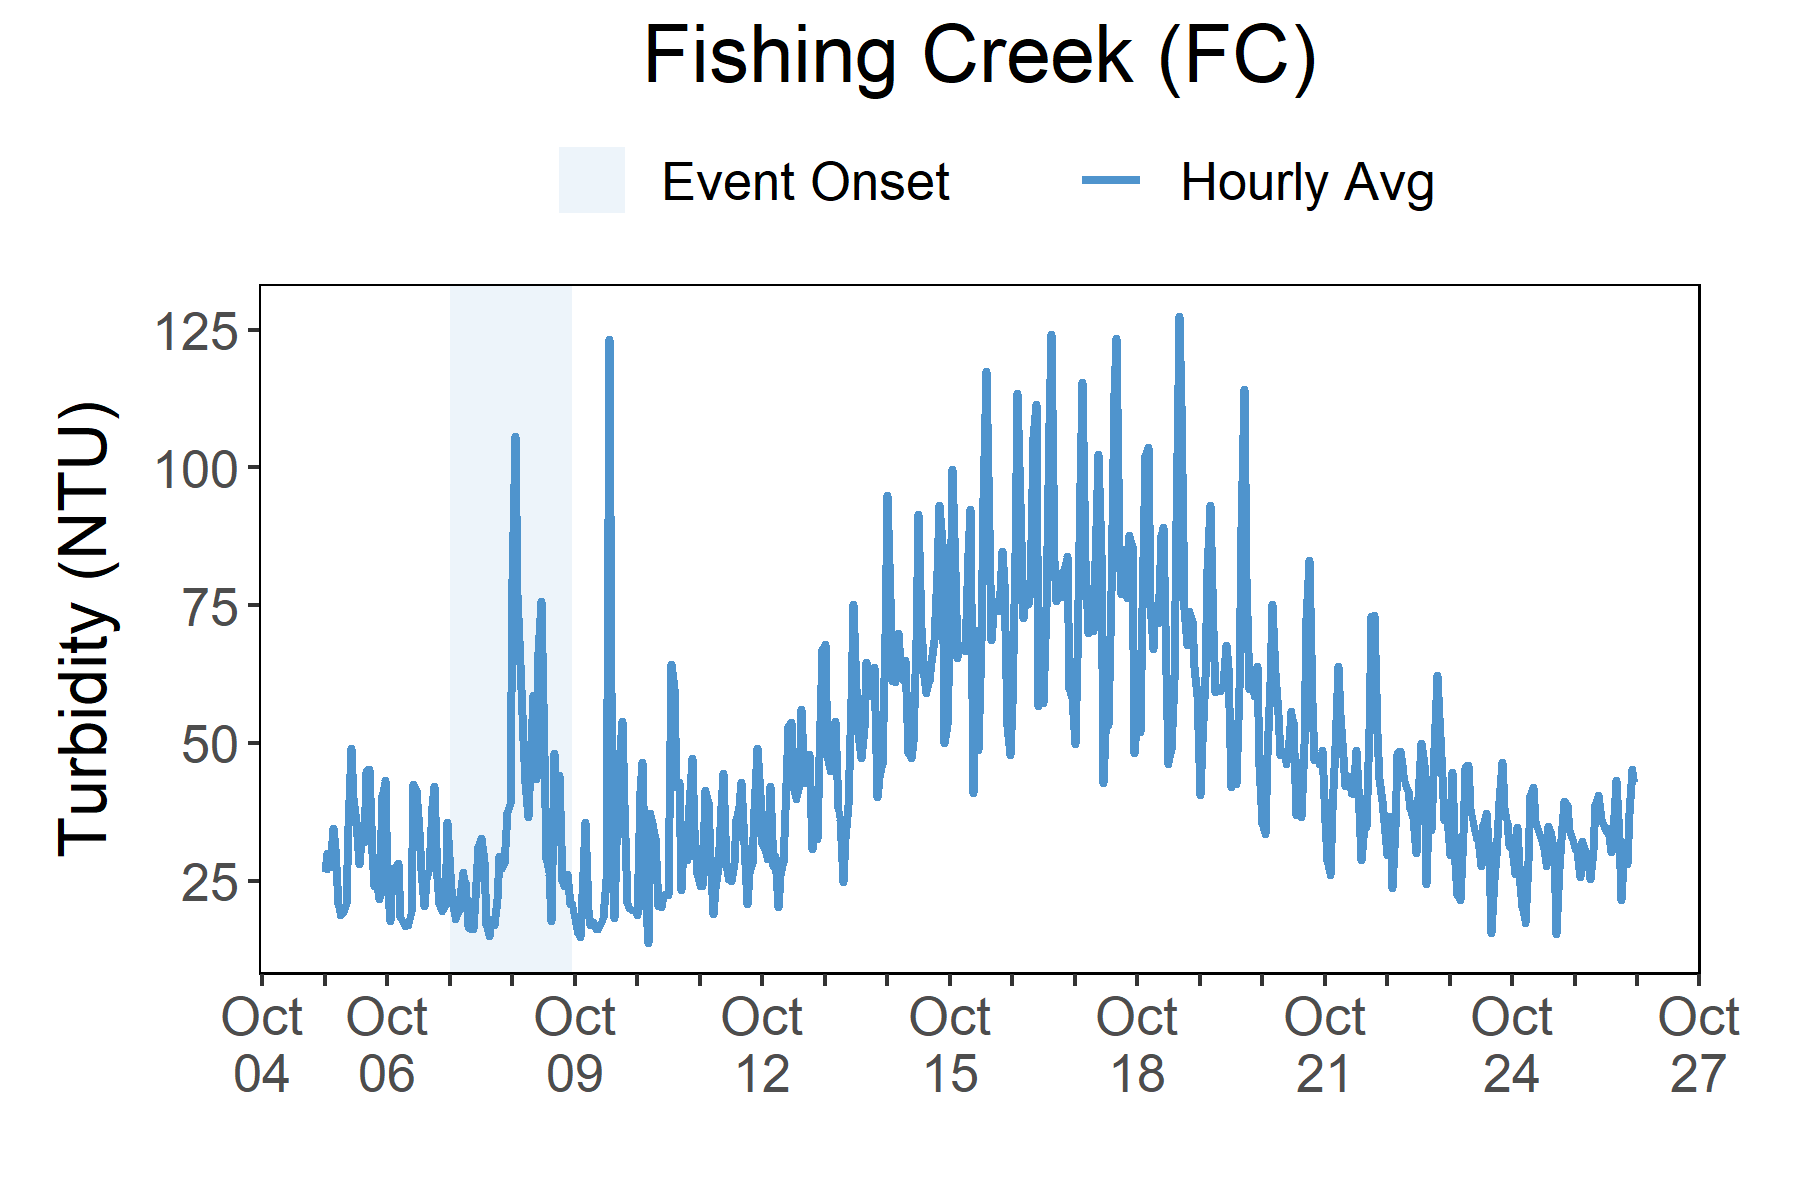 Fishing Creek (FC)
Event Onset Hourly Avg
Turbidity (NTU)
125
100
75
50
25
Oct Oct Oct Oct Oct Oct Oct Oct Oct
04 06 09 12 15 18 21 24 27